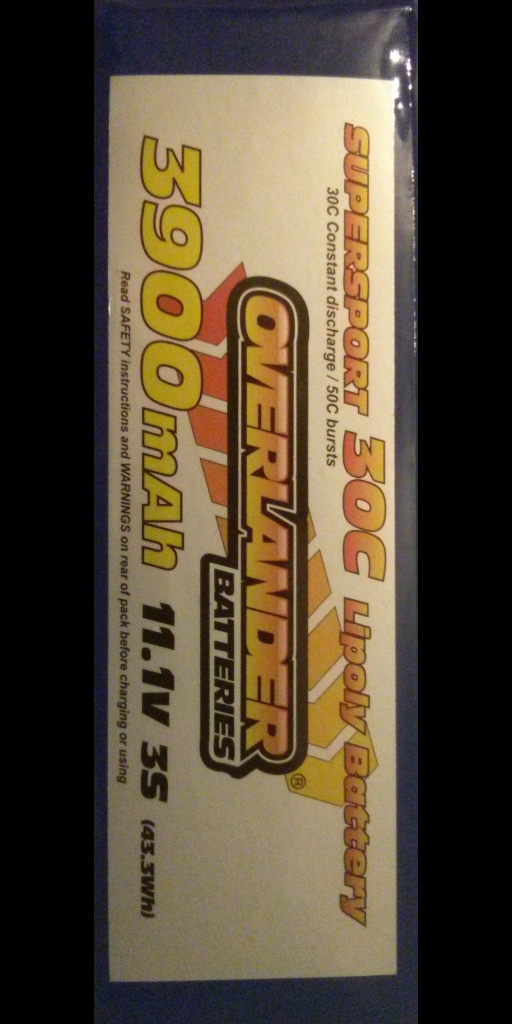 SUPERSPORT 30C Lipoly Battery
30C Constant discharge / 50C bursts
OVERLANDER
BATTERIES
®
3900mAh 11.1V 3S (43.3Wh)
Read SAFETY instructions and WARNINGS on rear of pack before charging or using